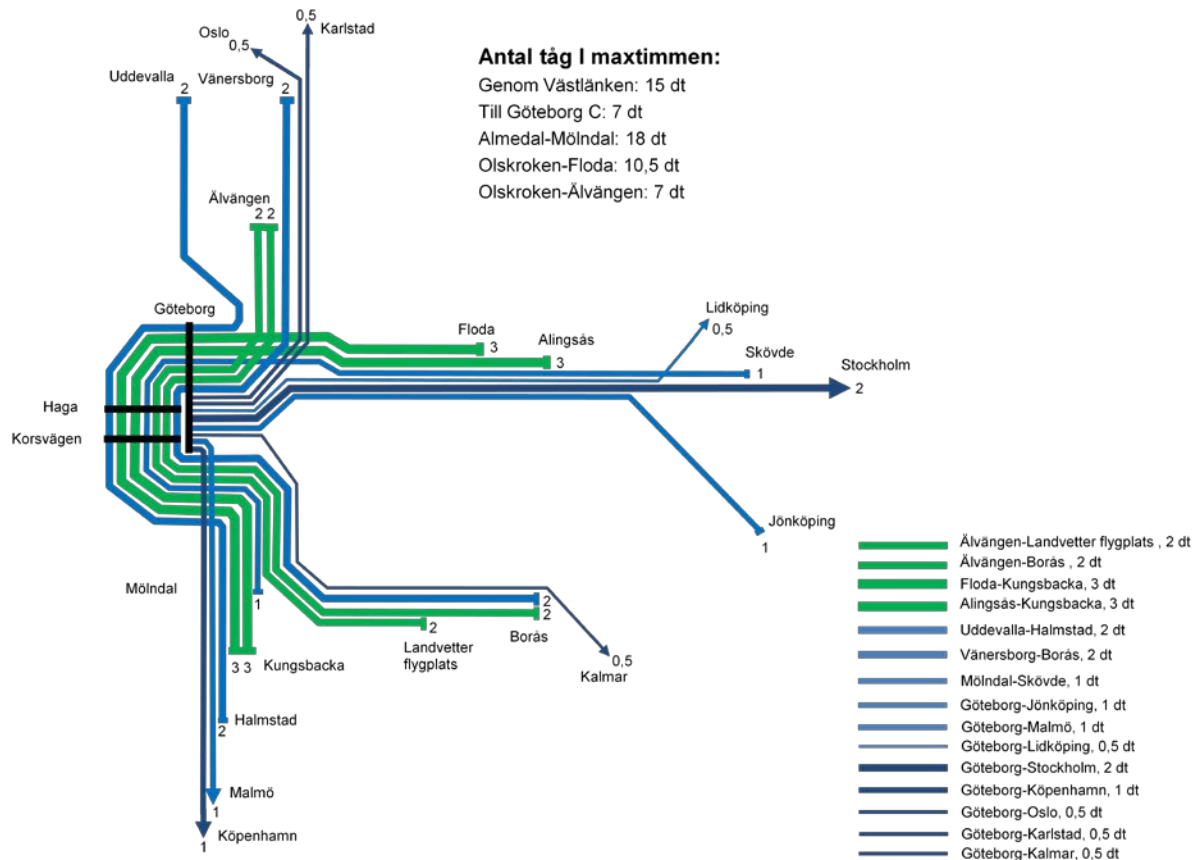 0,5
Karlstad
Oslo
0,5
Antal tåg I maxtimmen:
Genom Västlänken: 15 dt
Till Göteborg C: 7 dt
Almedal-Mölndal: 18 dt
Olskroken-Floda: 10,5 dt
Olskroken-Älvängen: 7 dt
Uddevalla
Vänersborg
2
2
Älvängen
2 2
Göteborg
Lidköping
0,5
Floda
3
Alingsås
3
Skövde
1
Stockholm
2
Haga
Korsvägen
Jönköping
1
Mölndal
1
2
2
Borås
Landvetter
flygplats
2
0,5
Kalmar
3 3
Kungsbacka
Halmstad
2
Malmö
1
Köpenhamn
1
Älvängen-Landvetter flygplats , 2 dt
Älvängen-Borås , 2 dt
Floda-Kungsbacka, 3 dt
Alingsås-Kungsbacka, 3 dt
Uddevalla-Halmstad, 2 dt
Vänersborg-Borås, 2 dt
Mölndal-Skövde, 1 dt
Göteborg-Jönköping, 1 dt
Göteborg-Malmö, 1 dt
Göteborg-Lidköping, 0,5 dt
Göteborg-Stockholm, 2 dt
Göteborg-Köpenhamn, 1 dt
Göteborg-Oslo, 0,5 dt
Göteborg-Karlstad, 0,5 dt
Göteborg-Kalmar, 0,5 dt